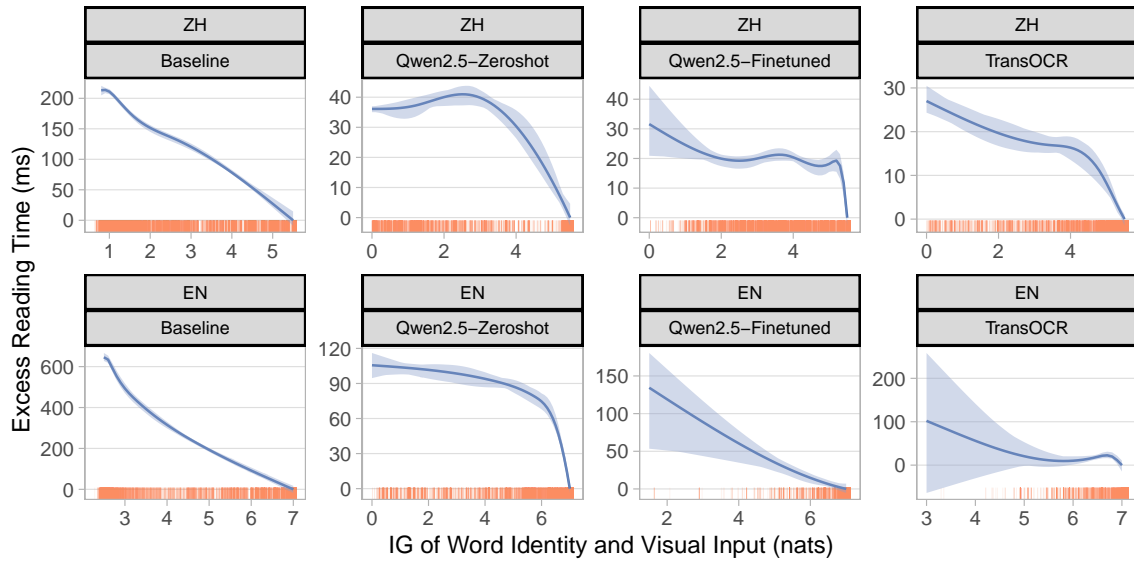 ZH ZH ZH ZH
Baseline Qwen2.5−Zeroshot Qwen2.5−Finetuned TransOCR
200
150
100
50
0
1 2 3 4 5
60
40
20
0
0 2 4
40
30
20
10
0
0 2 4
30
20
10
0
0 2 4
EN EN EN EN
Baseline Qwen2.5−Zeroshot Qwen2.5−Finetuned TransOCR
600
400
200
0
3 4 5 6 7
120
90
60
30
0
0 2 4 6
150
100
50
0
2 4 6
200
100
0
3 4 5 6 7
Excess Reading Time (ms)
IG of Word Identity and Visual Input (nats)